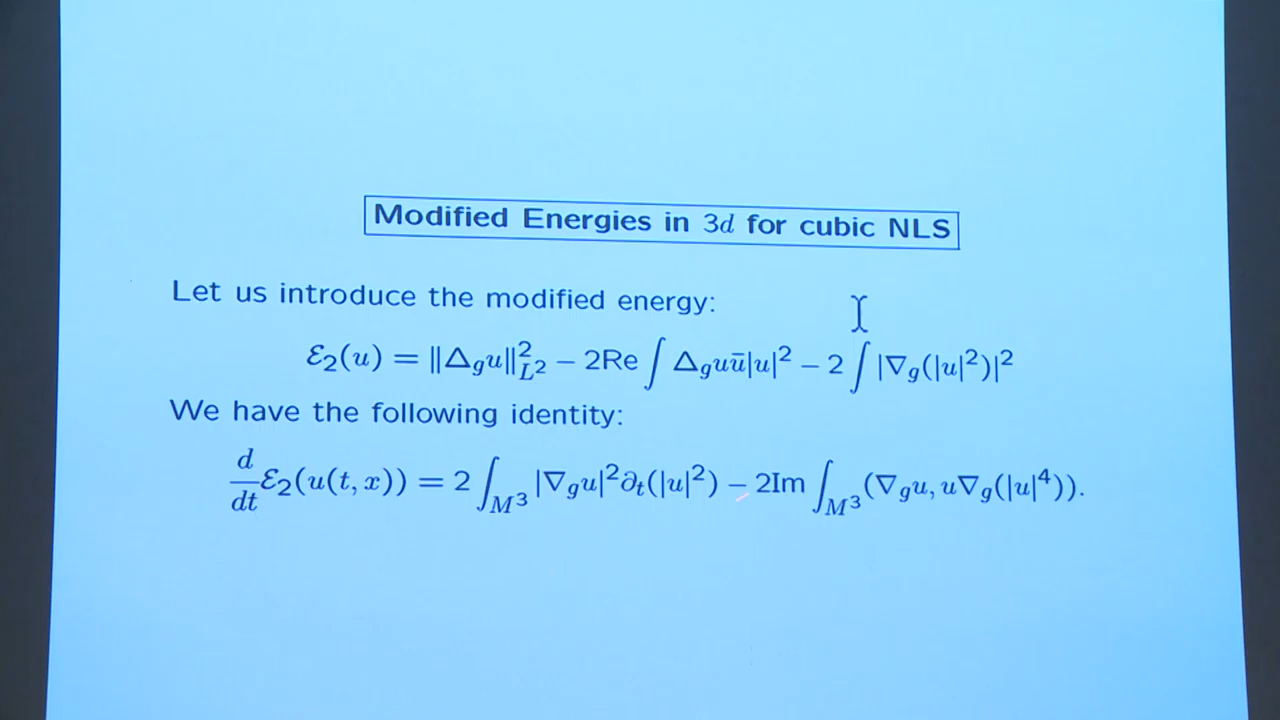 Modified Energies in 3d for cubic NLS
Let us introduce the modified energy:
ℰ₂(u) = ‖Δ_g u‖²_{L²} − 2Re ∫ Δ_g uū|u|² − 2 ∫ |∇_g(|u|²)|²
We have the following identity:
d/dt ℰ₂(u(t, x)) = 2 ∫_{M³} |∇_g u|²∂_t(|u|²) − 2Im ∫_{M³} (∇_g u, u∇_g(|u|⁴)).